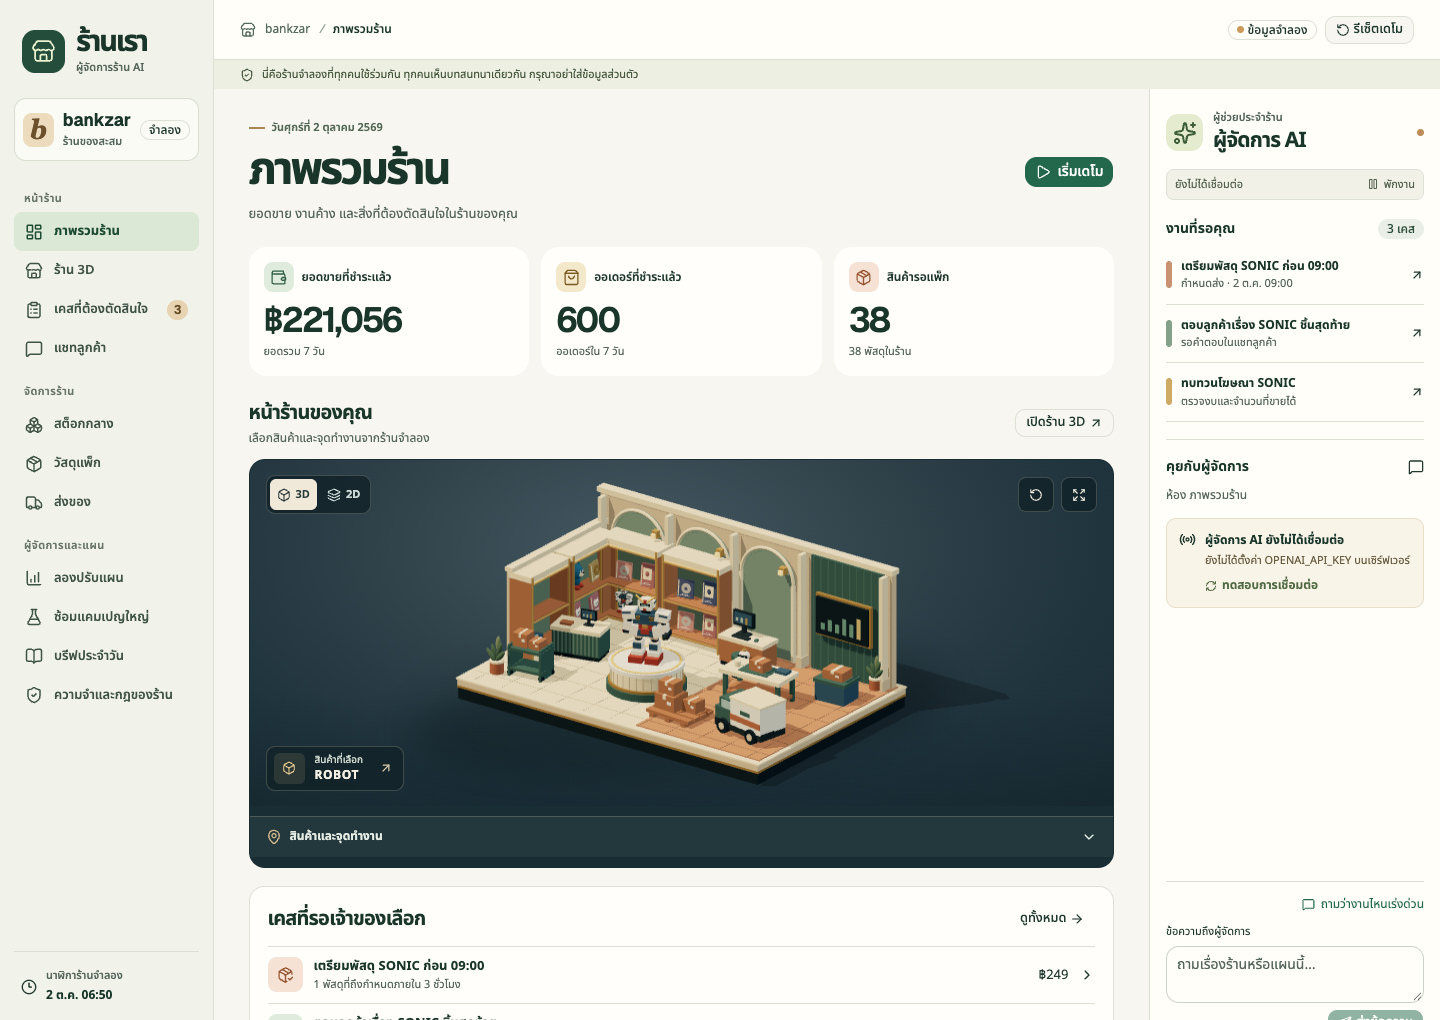 ร้านเรา
ผู้จัดการร้าน AI
b
bankzar
ร้านของสะสม
จำลอง
หน้าร้าน
ภาพรวมร้าน
ร้าน 3D
เคสที่ต้องตัดสินใจ
3
แชทลูกค้า
จัดการร้าน
สต็อกกลาง
วัสดุแพ็ก
ส่งของ
ผู้จัดการและแผน
ลองปรับแผน
ซ้อมแคมเปญใหญ่
บรีฟประจำวัน
ความจำและกฎของร้าน
นาฬิการ้านจำลอง
2 ต.ค. 06:50
bankzar / ภาพรวมร้าน
ข้อมูลจำลอง
รีเซ็ตเดโม
นี่คือร้านจำลองที่ทุกคนใช้ร่วมกัน ทุกคนเห็นบทสนทนาเดียวกัน กรุณาอย่าใส่ข้อมูลส่วนตัว
วันศุกร์ที่ 2 ตุลาคม 2569
ภาพรวมร้าน
เริ่มเดโม
ยอดขาย งานค้าง และสิ่งที่ต้องตัดสินใจในร้านของคุณ
ยอดขายที่ชำระแล้ว
฿221,056
ยอดรวม 7 วัน
ออเดอร์ที่ชำระแล้ว
600
ออเดอร์ใน 7 วัน
สินค้ารอแพ็ก
38
38 พัสดุในร้าน
หน้าร้านของคุณ
เลือกสินค้าและจุดทำงานจากร้านจำลอง
เปิดร้าน 3D
3D
2D
สินค้าที่เลือก
ROBOT
สินค้าและจุดทำงาน
เคสที่รอเจ้าของเลือก
ดูทั้งหมด
เตรียมพัสดุ SONIC ก่อน 09:00
1 พัสดุที่ถึงกำหนดภายใน 3 ชั่วโมง
฿249
ผู้ช่วยประจำร้าน
ผู้จัดการ AI
ยังไม่ได้เชื่อมต่อ
พักงาน
งานที่รอคุณ
3 เคส
เตรียมพัสดุ SONIC ก่อน 09:00
กำหนดส่ง · 2 ต.ค. 09:00
ตอบลูกค้าเรื่อง SONIC ชิ้นสุดท้าย
รอคำตอบในแชทลูกค้า
ทบทวนโฆษณา SONIC
ตรวจงบและจำนวนที่ขายได้
คุยกับผู้จัดการ
ห้อง ภาพรวมร้าน
ผู้จัดการ AI ยังไม่ได้เชื่อมต่อ
ยังไม่ได้ตั้งค่า OPENAI_API_KEY บนเซิร์ฟเวอร์
ทดสอบการเชื่อมต่อ
ถามว่างานไหนเร่งด่วน
ข้อความถึงผู้จัดการ
ถามเรื่องร้านหรือแผนนี้...